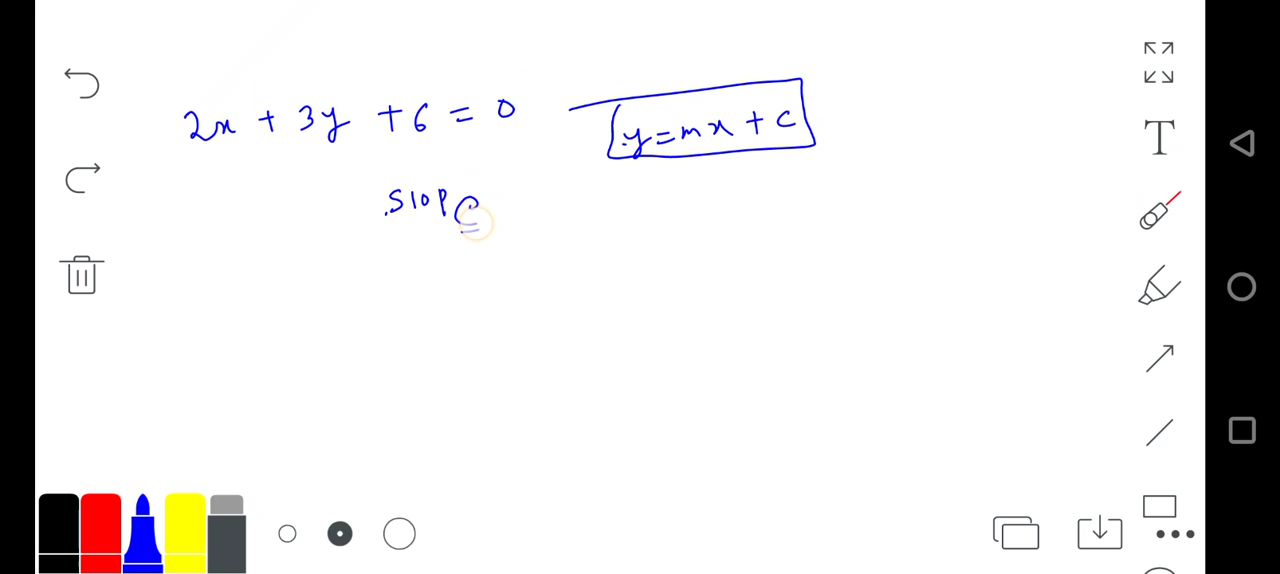 2x + 3y + 6 = 0 y = mx + c
slope
T